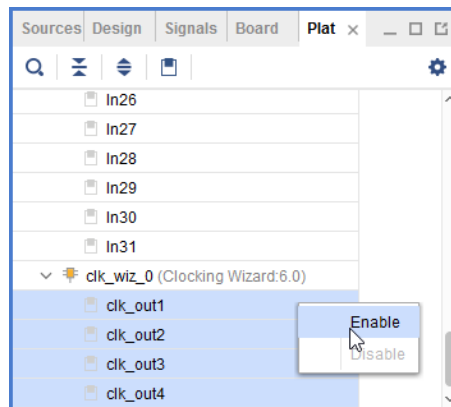 Sources Design Signals Board Plat
In26
In27
In28
In29
In30
In31
clk_wiz_0 (Clocking Wizard:6.0)
clk_out1
Enable
clk_out2
Disable
clk_out3
clk_out4